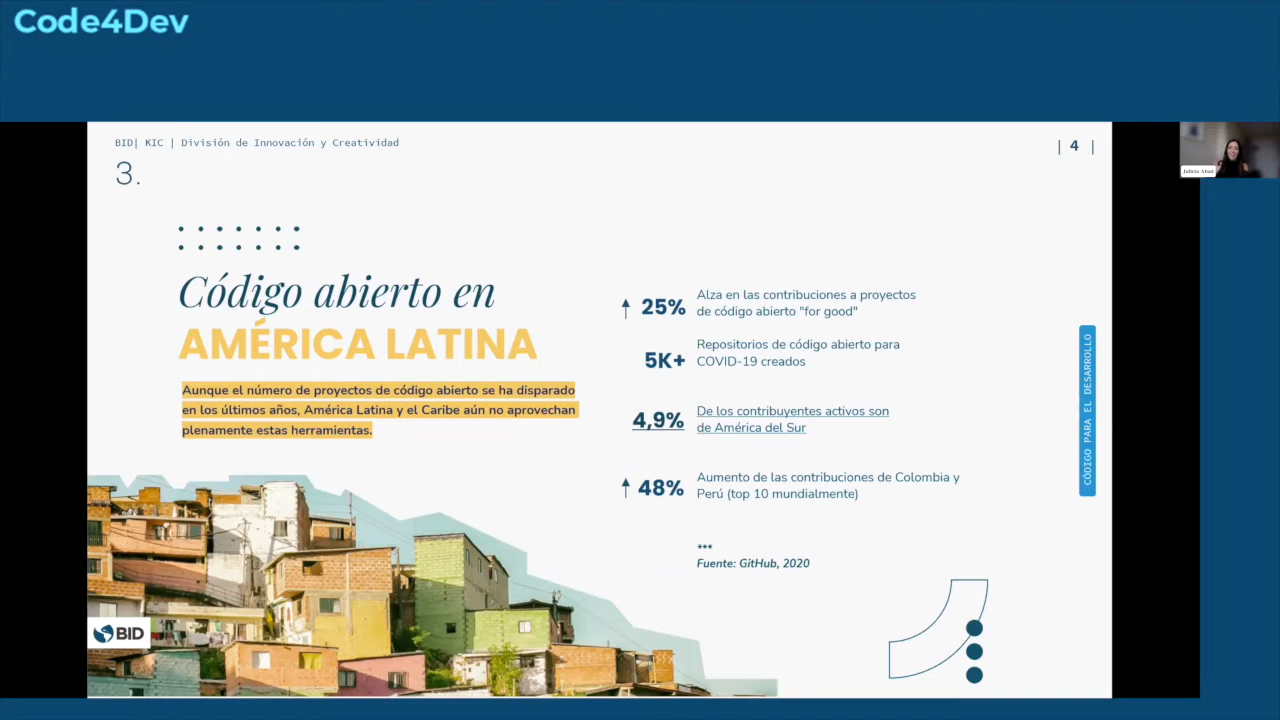 Code4Dev
BID| KIC | División de Innovación y Creatividad
| 4 |
3.
Código abierto en
AMÉRICA LATINA
Aunque el número de proyectos de código abierto se ha disparado
en los últimos años, América Latina y el Caribe aún no aprovechan
plenamente estas herramientas.
25% Alza en las contribuciones a proyectos
de código abierto "for good"
5K+ Repositorios de código abierto para
COVID-19 creados
4,9% De los contribuyentes activos son
de América del Sur
48% Aumento de las contribuciones de Colombia y
Perú (top 10 mundialmente)
***
Fuente: GitHub, 2020
CÓDIGO PARA EL DESARROLLO
BID
Julieta Abad